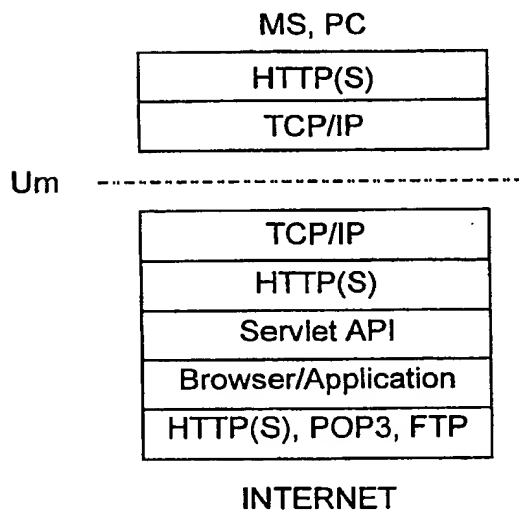 MS, PC
HTTP(S)
TCP/IP
Um
TCP/IP
HTTP(S)
Servlet API
Browser/Application
HTTP(S), POP3, FTP
INTERNET